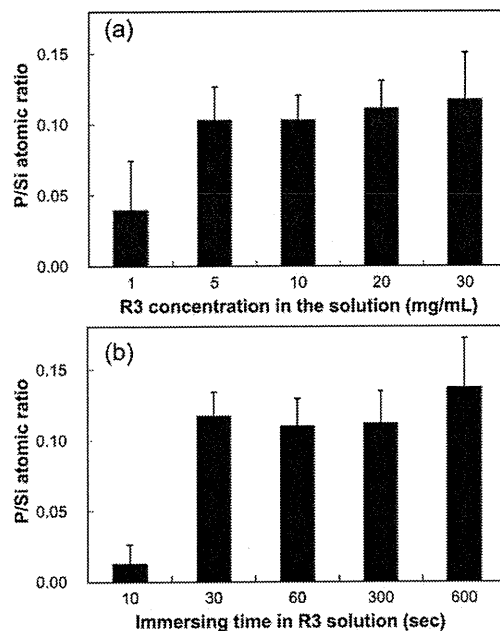 (a)
P/Si atomic ratio
0.15
0.10
0.05
0.00
1 5 10 20 30
R3 concentration in the solution (mg/mL)
(b)
P/Si atomic ratio
0.15
0.10
0.05
0.00
10 30 60 300 600
Immersing time in R3 solution (sec)